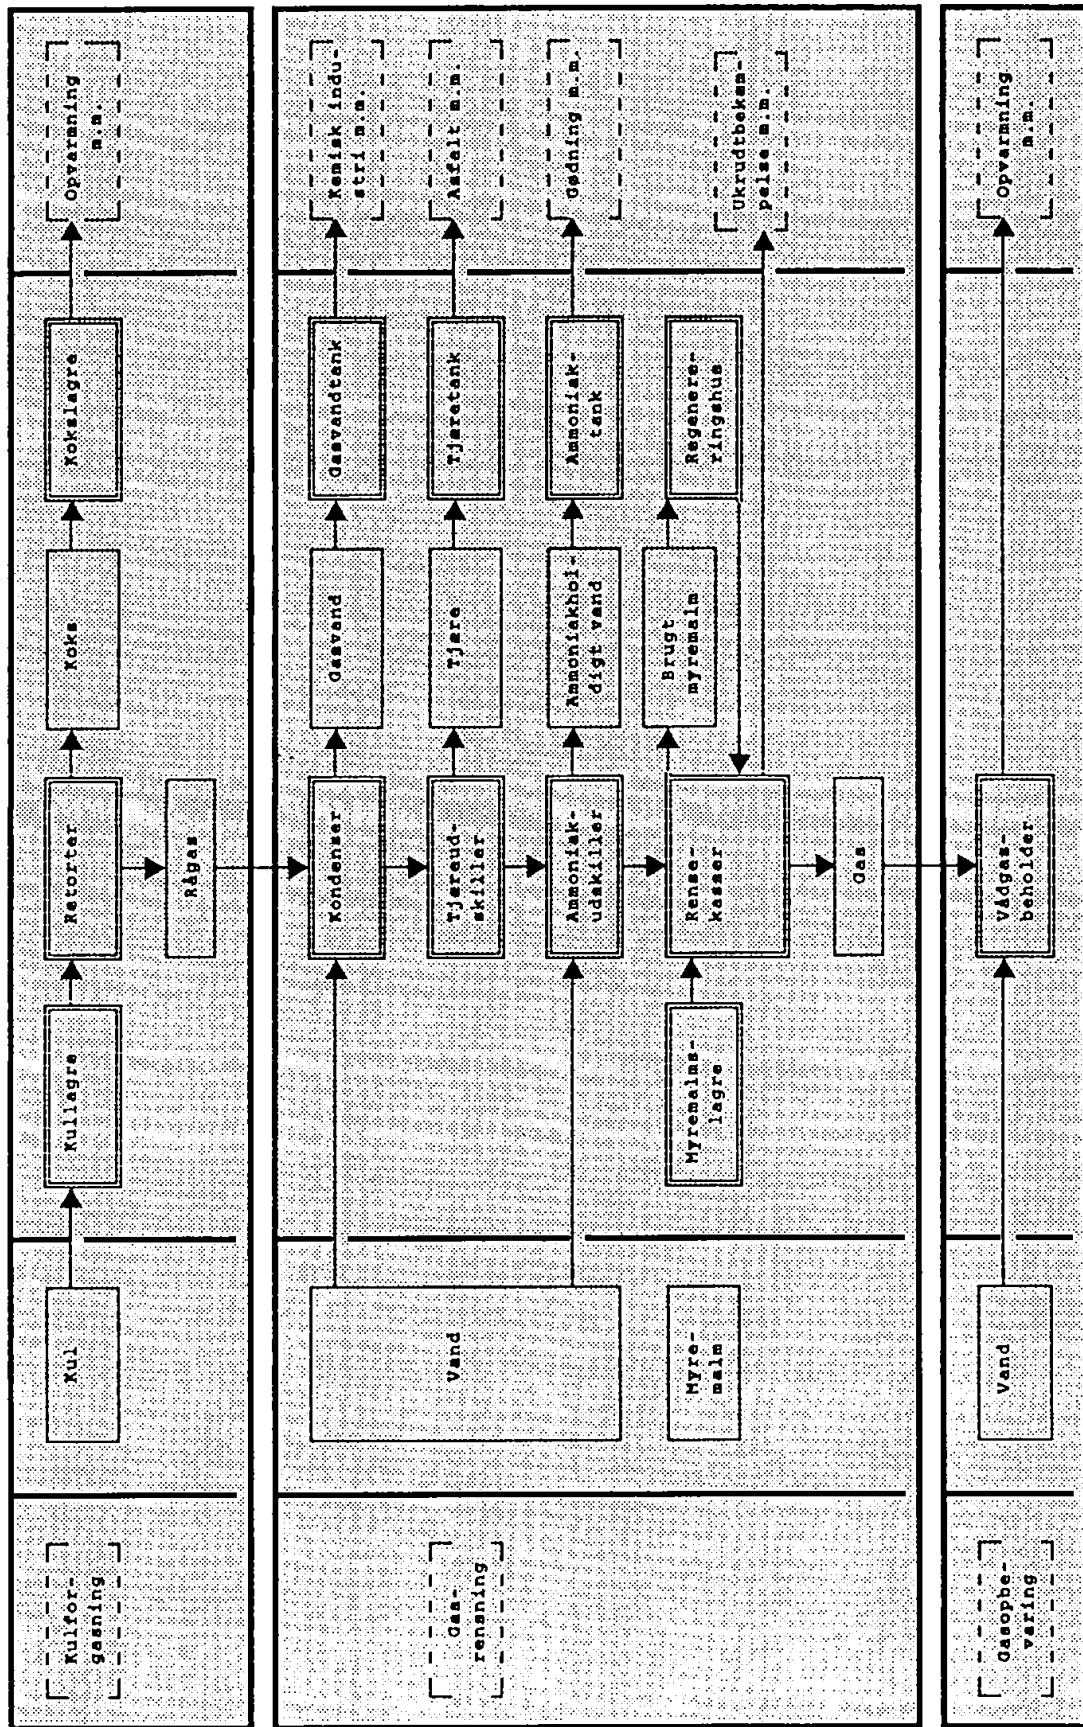 Kulfor-
gasning
Kul
Kullagre
Retorter
Koks
Kokslagre
Opvarmning
m.m.
Rågas
Gas-
rensning
Vand
Kondenser
Gasvand
Gasvandtank
Kemisk indu-
stri m.m.
Tjæreud-
skiller
Tjære
Tjæretank
Asfalt m.m.
Ammoniak-
udskiller
Ammoniakhol-
digt vand
Ammoniak-
tank
Gødning m.m.
Myre-
malm
Myremalms-
lagre
Rense-
kasser
Brugt
myremalm
Regenere-
ringshus
Ukrudtbekæm-
pelse m.m.
Gas
Gasopbe-
varing
Vand
Vådgas-
beholder
Opvarmning
m.m.